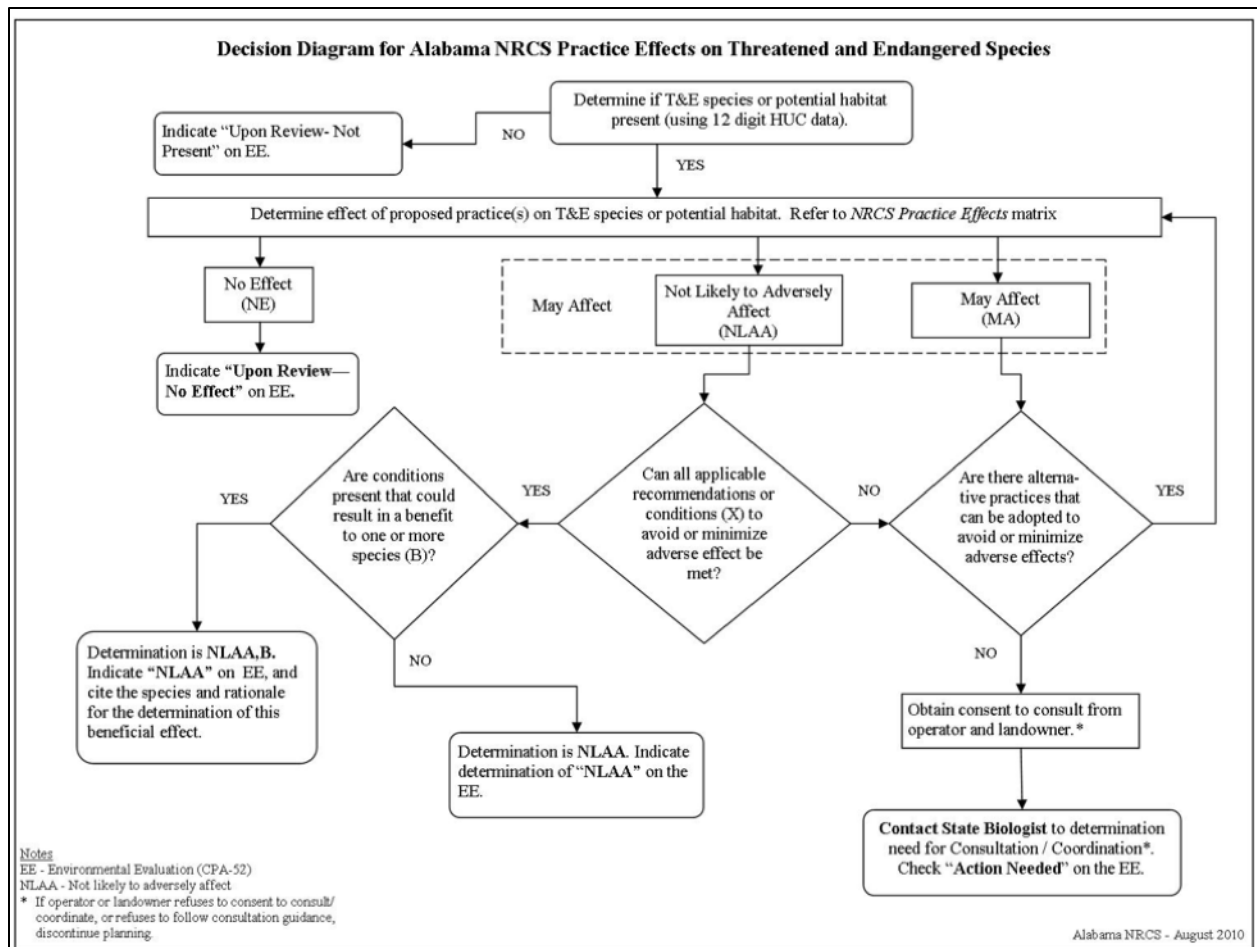 Decision Diagram for Alabama NRCS Practice Effects on Threatened and Endangered Species
Determine if T&E species or potential habitat
present (using 12 digit HUC data).
NO
Indicate “Upon Review- Not
Present” on EE.
YES
Determine effect of proposed practice(s) on T&E species or potential habitat. Refer to NRCS Practice Effects matrix
No Effect
(NE)
May Affect
Not Likely to Adversely
Affect
(NLAA)
May Affect
(MA)
Indicate “Upon Review—
No Effect” on EE.
Are conditions
present that could
result in a benefit
to one or more
species (B)?
YES
YES
Can all applicable
recommendations or
conditions (X) to
avoid or minimize
adverse effect be
met?
NO
Are there alterna-
tive practices that
can be adopted to
avoid or minimize
adverse effects?
YES
Determination is NLAA,B.
Indicate “NLAA” on EE, and
cite the species and rationale
for the determination of this
beneficial effect.
NO
Determination is NLAA. Indicate
determination of “NLAA” on the
EE.
NO
Obtain consent to consult from
operator and landowner.*
Contact State Biologist to determination
need for Consultation / Coordination*.
Check “Action Needed” on the EE.
Notes
EE - Environmental Evaluation (CPA-52)
NLAA - Not likely to adversely affect
* If operator or landowner refuses to consent to consult/
coordinate, or refuses to follow consultation guidance,
discontinue planning.
Alabama NRCS - August 2010